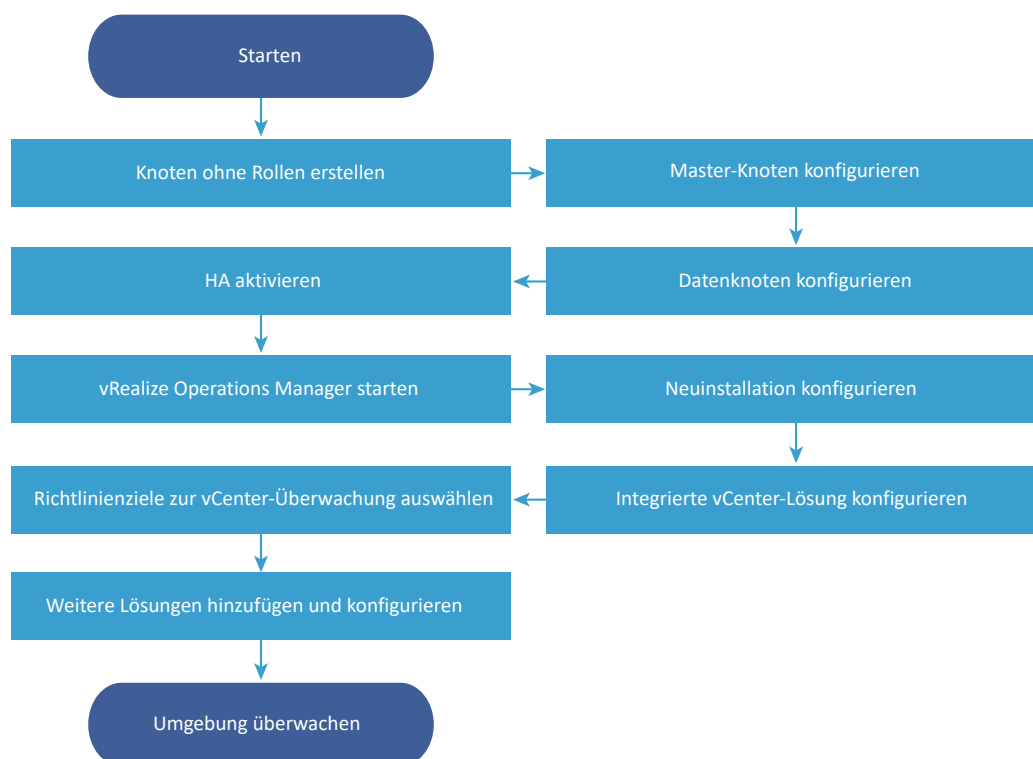 Starten
Knoten ohne Rollen erstellen
Master-Knoten konfigurieren
Datenknoten konfigurieren
HA aktivieren
vRealize Operations Manager starten
Neuinstallation konfigurieren
Integrierte vCenter-Lösung konfigurieren
Richtlinienziele zur vCenter-Überwachung auswählen
Weitere Lösungen hinzufügen und konfigurieren
Umgebung überwachen